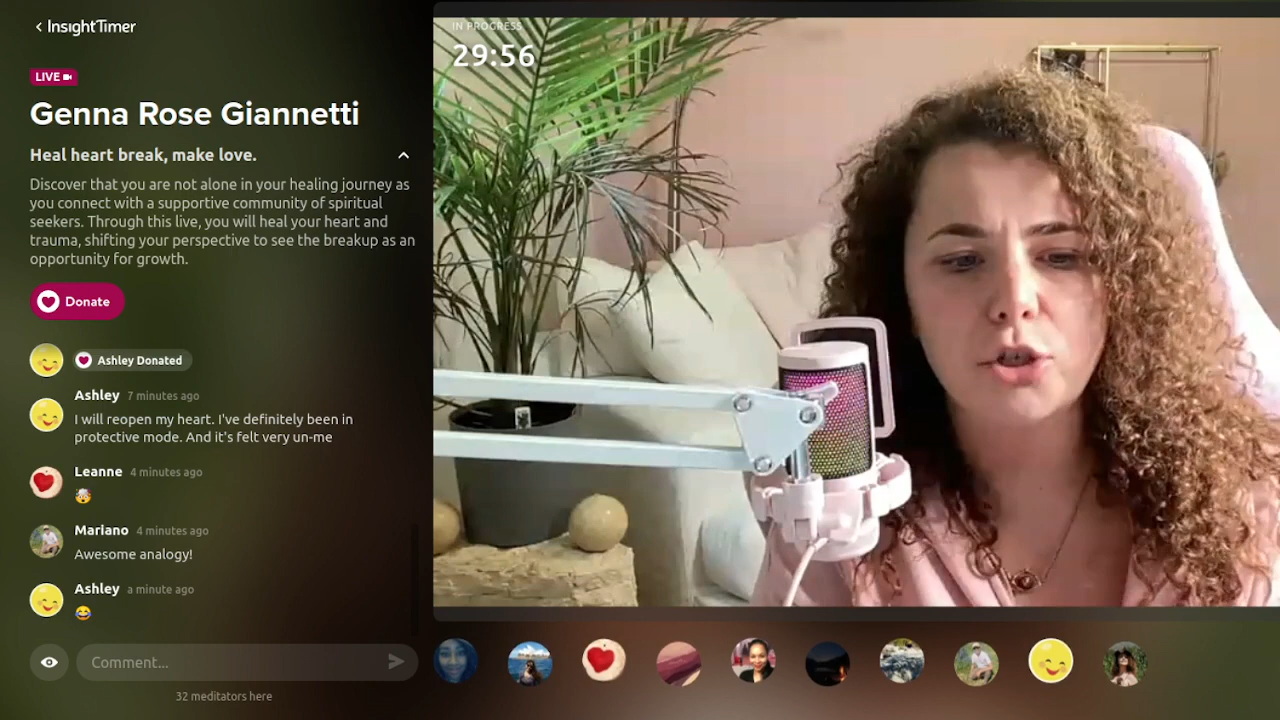 InsightTimer
LIVE
Genna Rose Giannetti
Heal heart break, make love.
Discover that you are not alone in your healing journey as
you connect with a supportive community of spiritual
seekers. Through this live, you will heal your heart and
trauma, shifting your perspective to see the breakup as an
opportunity for growth.
Donate
Ashley Donated
Ashley 7 minutes ago
I will reopen my heart. I've definitely been in
protective mode. And it's felt very un-me
Leanne 4 minutes ago
🤯
Mariano 4 minutes ago
Awesome analogy!
Ashley a minute ago
😂
Comment...
32 meditators here
IN PROGRESS
29:56